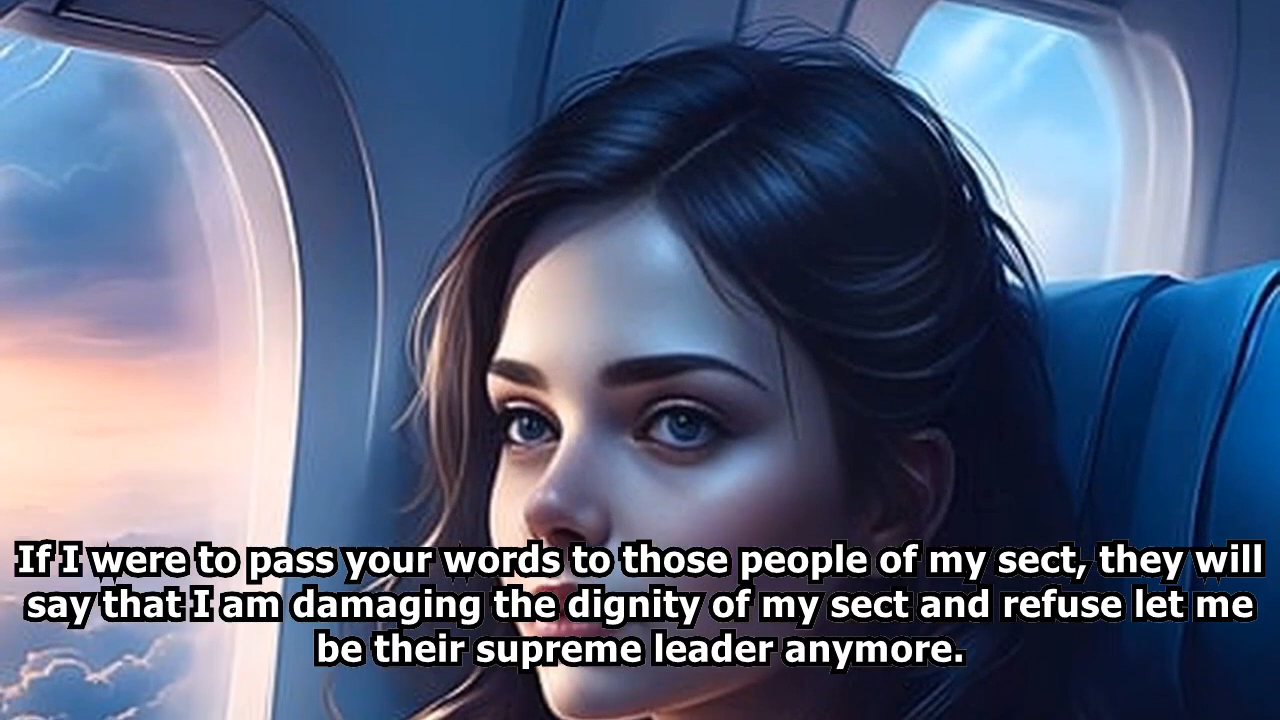 If I were to pass your words to those people of my sect, they will
say that I am damaging the dignity of my sect and refuse let me
be their supreme leader anymore.